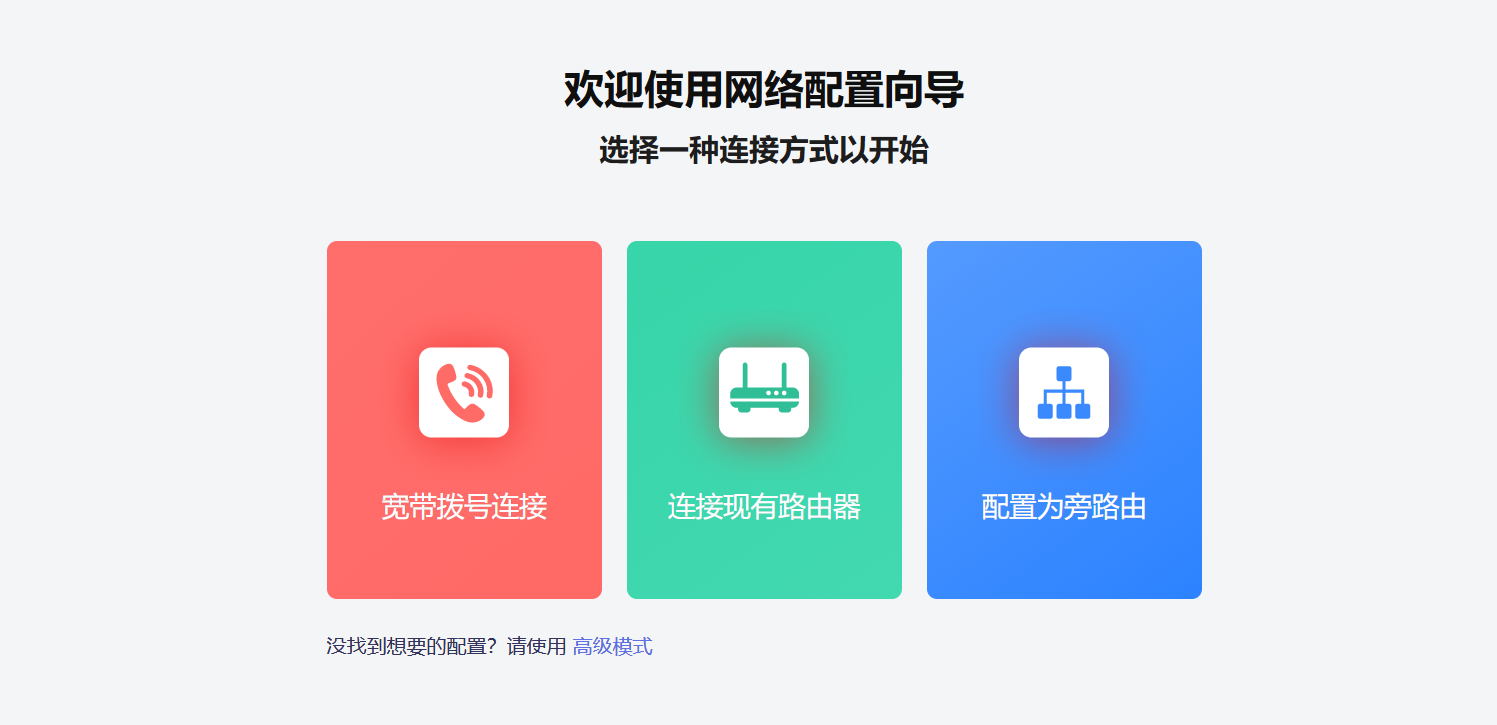 欢迎使用网络配置向导
选择一种连接方式以开始
宽带拨号连接
连接现有路由器
配置为旁路由
没找到想要的配置？请使用 高级模式